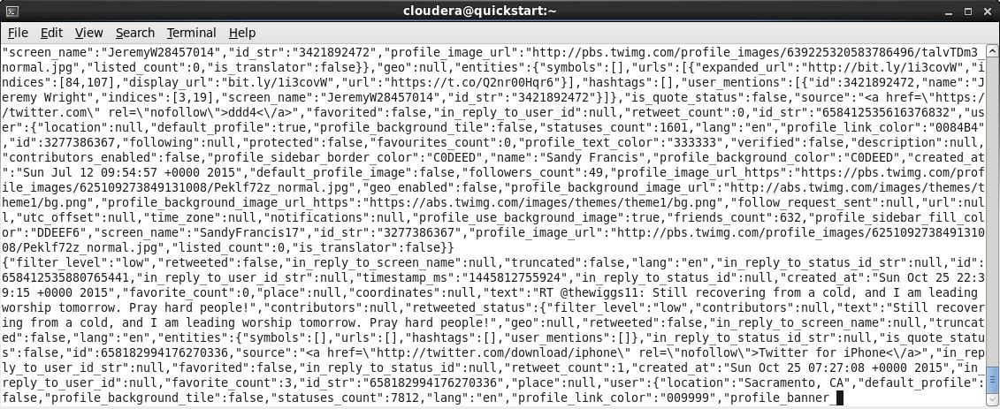 cloudera@quickstart:~
File Edit View Search Terminal Help
"screen_name":"JeremyW28457014","id_str":"3421892472","profile_image_url":"http://pbs.twimg.com/profile_images/639225320583786496/talvTDm3_
normal.jpg","listed_count":0,"is_translator":false}},"geo":null,"entities":{"symbols":[],"urls":[{"expanded_url":"http://bit.ly/1i3covW","i
ndices":[84,107],"display_url":"bit.ly/1i3covW","url":"https://t.co/Q2nr00Hqr6"}],"hashtags":[],"user_mentions":[{"id":3421892472,"name":"J
eremy Wright","indices":[3,19],"screen_name":"JeremyW28457014","id_str":"3421892472"}]},"is_quote_status":false,"source":"<a href=\"https:/
/twitter.com\" rel=\"nofollow\">ddd4<\/a>","favorited":false,"in_reply_to_user_id":null,"retweet_count":0,"id_str":"658412535616376832","us
er":{"location":null,"default_profile":true,"profile_background_tile":false,"statuses_count":1601,"lang":"en","profile_link_color":"0084B4"
,"id":3277386367,"following":null,"protected":false,"favourites_count":0,"profile_text_color":"333333","verified":false,"description":null,
"contributors_enabled":false,"profile_sidebar_border_color":"C0DEED","name":"Sandy Francis","profile_background_color":"C0DEED","created_at
":"Sun Jul 12 09:54:57 +0000 2015","default_profile_image":false,"followers_count":49,"profile_image_url_https":"https://pbs.twimg.com/prof
ile_images/625109273849131008/Peklf72z_normal.jpg","geo_enabled":false,"profile_background_image_url":"http://abs.twimg.com/images/themes/t
heme1/bg.png","profile_background_image_url_https":"https://abs.twimg.com/images/themes/theme1/bg.png","follow_request_sent":null,"url":nul
l,"utc_offset":null,"time_zone":null,"notifications":null,"profile_use_background_image":true,"friends_count":632,"profile_sidebar_fill_col
or":"DDEEF6","screen_name":"SandyFrancis17","id_str":"3277386367","profile_image_url":"http://pbs.twimg.com/profile_images/6251092738491310
08/Peklf72z_normal.jpg","listed_count":0,"is_translator":false}}
{"filter_level":"low","retweeted":false,"in_reply_to_screen_name":null,"truncated":false,"lang":"en","in_reply_to_status_id_str":null,"id":
658412535880765441,"in_reply_to_user_id_str":null,"timestamp_ms":"1445812755924","in_reply_to_status_id":null,"created_at":"Sun Oct 25 22:3
9:15 +0000 2015","favorite_count":0,"place":null,"coordinates":null,"text":"RT @thewiggs11: Still recovering from a cold, and I am leading
worship tomorrow. Pray hard people!","contributors":null,"retweeted_status":{"filter_level":"low","contributors":null,"text":"Still recover
ing from a cold, and I am leading worship tomorrow. Pray hard people!","geo":null,"retweeted":false,"in_reply_to_screen_name":null,"truncat
ed":false,"lang":"en","entities":{"symbols":[],"urls":[],"hashtags":[],"user_mentions":[]},"in_reply_to_status_id_str":null,"is_quote_statu
s":false,"id":658182994176270336,"source":"<a href=\"http://twitter.com/download/iphone\" rel=\"nofollow\">Twitter for iPhone<\/a>","in_rep
ly_to_user_id_str":null,"favorited":false,"in_reply_to_status_id":null,"retweet_count":1,"created_at":"Sun Oct 25 07:27:08 +0000 2015","in_
reply_to_user_id":null,"favorite_count":3,"id_str":"658182994176270336","place":null,"user":{"location":"Sacramento, CA","default_profile":
false,"profile_background_tile":false,"statuses_count":7812,"lang":"en","profile_link_color":"009999","profile_banner_